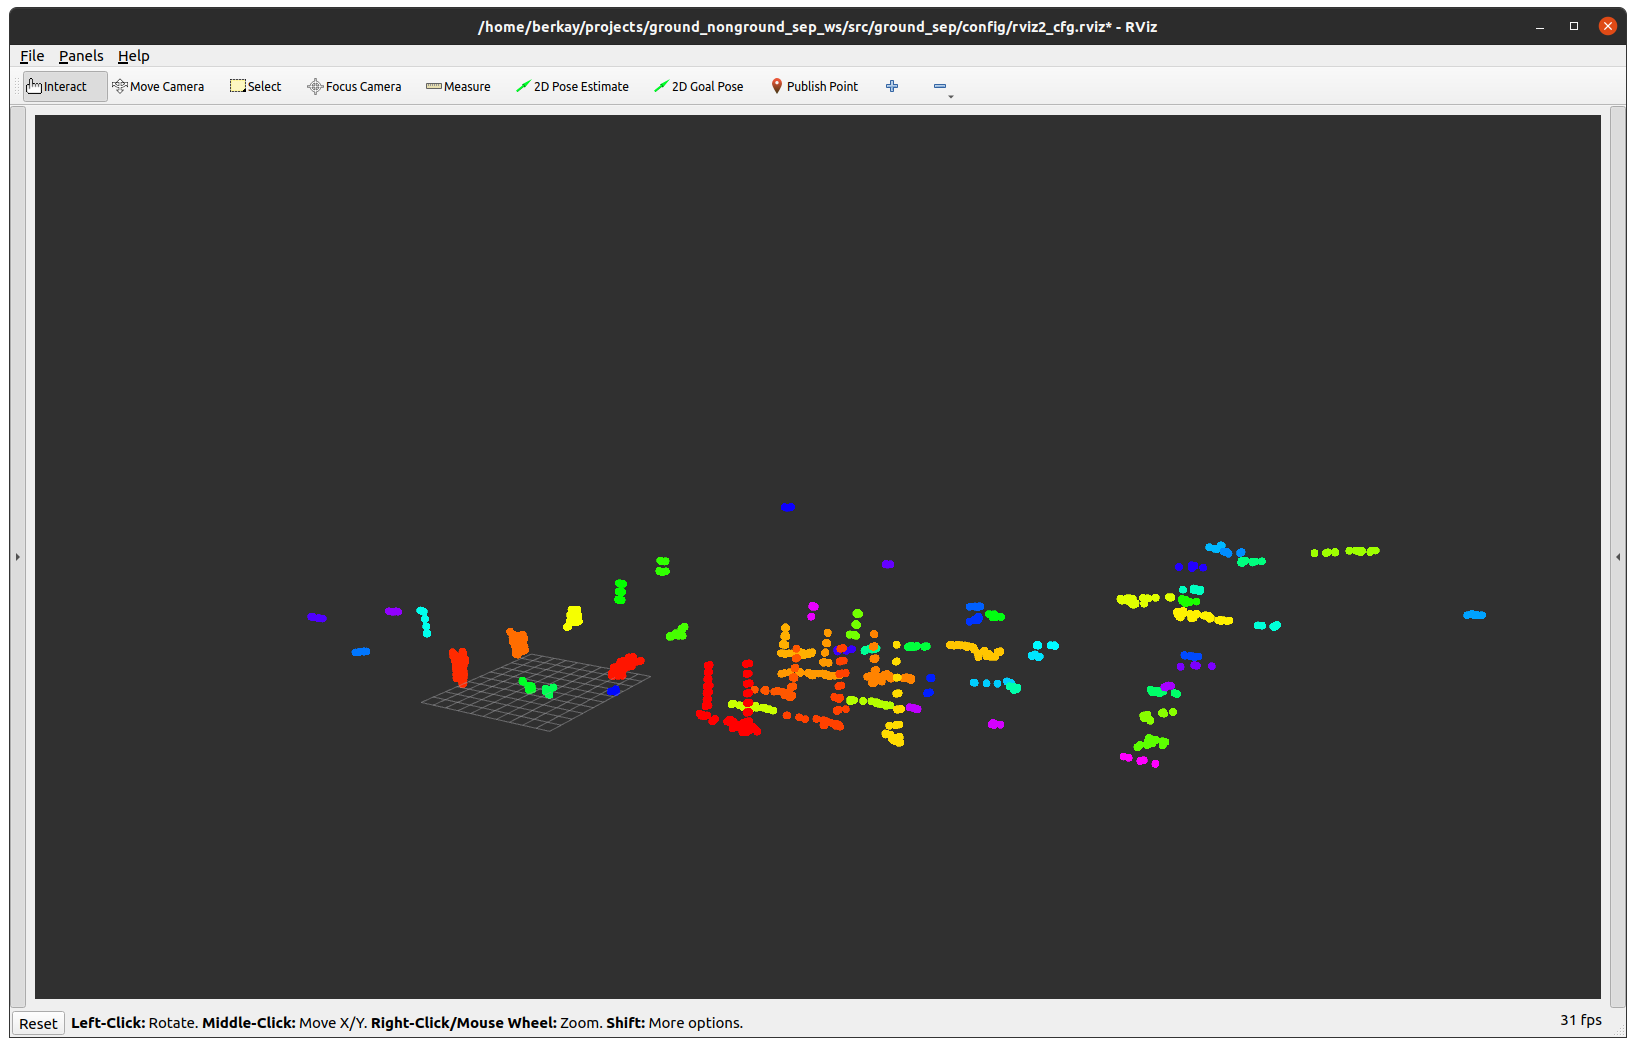 /home/berkay/projects/ground_nonground_sep_ws/src/ground_sep/config/rviz2_cfg.rviz* - RViz
File Panels Help
Interact Move Camera Select Focus Camera Measure 2D Pose Estimate 2D Goal Pose Publish Point
Reset Left-Click: Rotate. Middle-Click: Move X/Y. Right-Click/Mouse Wheel: Zoom. Shift: More options. 31 fps